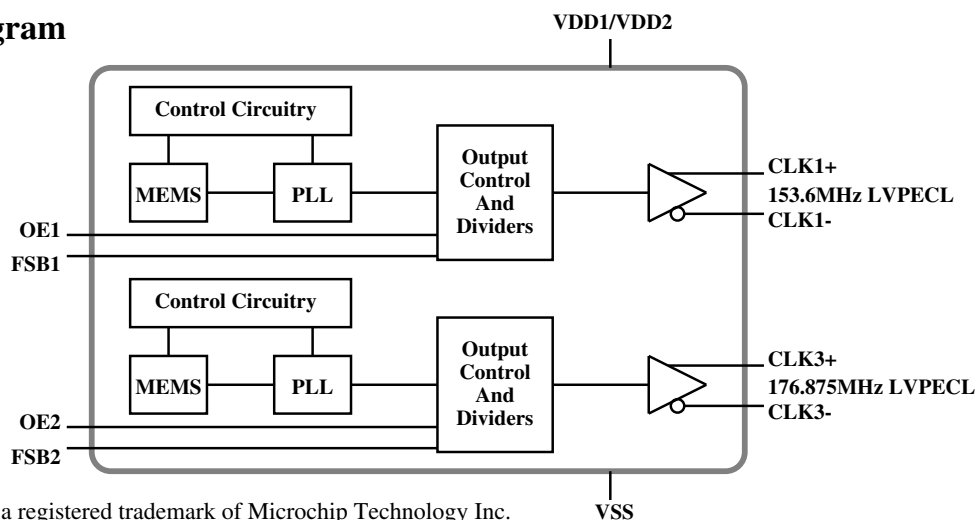 gram
VDD1/VDD2
Control Circuitry
MEMS
PLL
Output
Control
And
Dividers
CLK1+
153.6MHz LVPECL
CLK1-
OE1
FSB1
Control Circuitry
MEMS
PLL
Output
Control
And
Dividers
CLK3+
176.875MHz LVPECL
CLK3-
OE2
FSB2
a registered trademark of Microchip Technology Inc.
VSS